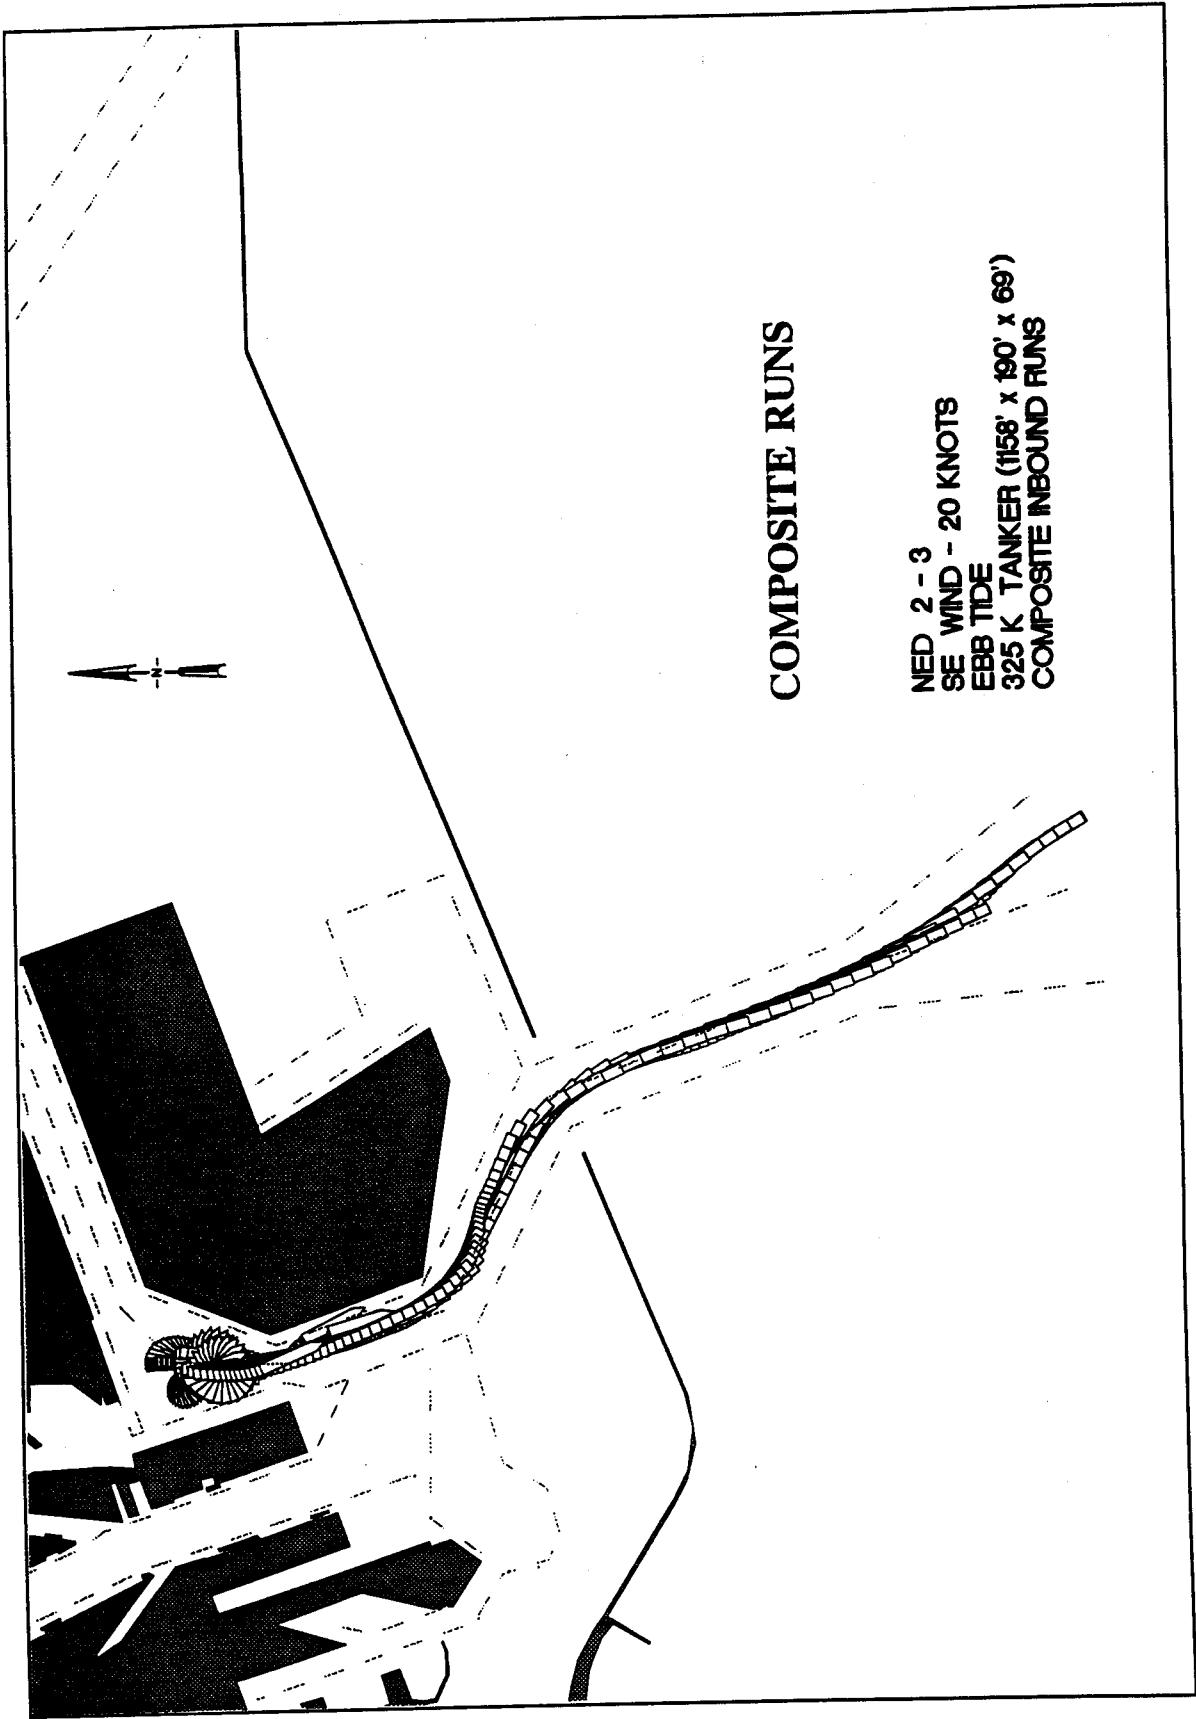 N
COMPOSITE RUNS
NED 2 - 3
SE WIND - 20 KNOTS
EBB TIDE
325 K TANKER (1158' x 190' x 69')
COMPOSITE INBOUND RUNS